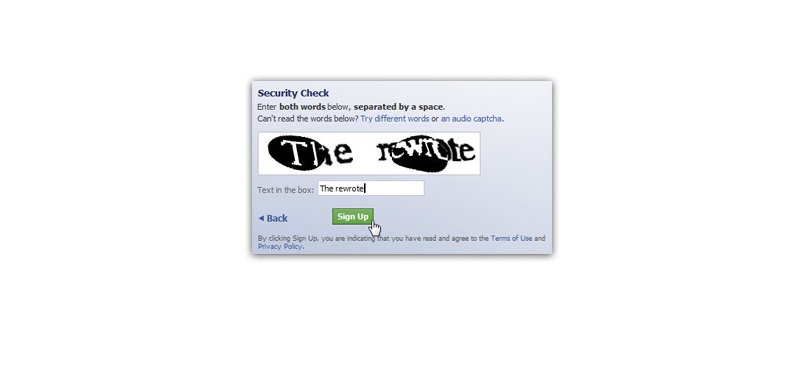 Security Check
Enter both words below, separated by a space.
Can't read the words below? Try different words or an audio captcha.
The rewrote
Text in the box: The rewrote
Back Sign Up
By clicking Sign Up, you are indicating that you have read and agree to the Terms of Use and
Privacy Policy.